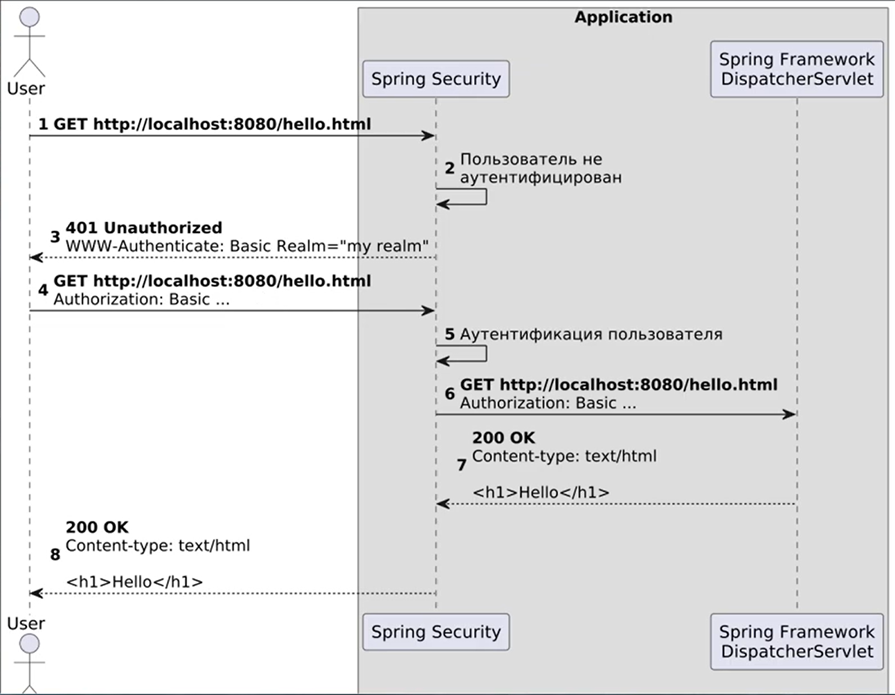 Application
User
Spring Security
Spring Framework
DispatcherServlet
1 GET http://localhost:8080/hello.html
2 Пользователь не
аутентифицирован
3 401 Unauthorized
WWW-Authenticate: Basic Realm="my realm"
4 GET http://localhost:8080/hello.html
Authorization: Basic ...
5 Аутентификация пользователя
6 GET http://localhost:8080/hello.html
Authorization: Basic ...
7 200 OK
Content-type: text/html
<h1>Hello</h1>
8 200 OK
Content-type: text/html
<h1>Hello</h1>
User
Spring Security
Spring Framework
DispatcherServlet